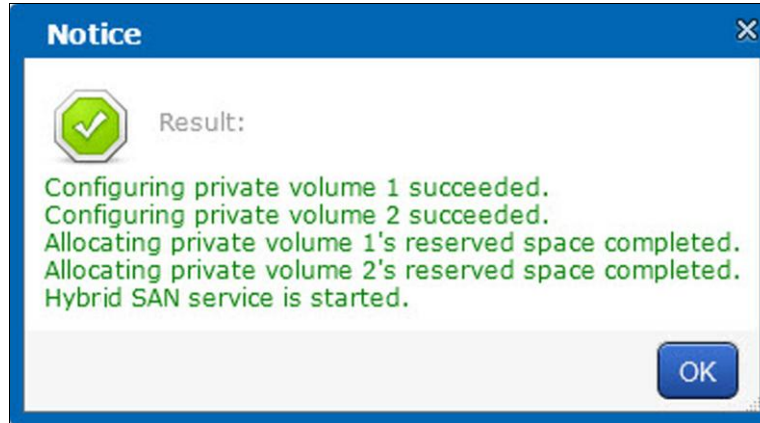 Notice
Result:
Configuring private volume 1 succeeded.
Configuring private volume 2 succeeded.
Allocating private volume 1's reserved space completed.
Allocating private volume 2's reserved space completed.
Hybrid SAN service is started.
OK